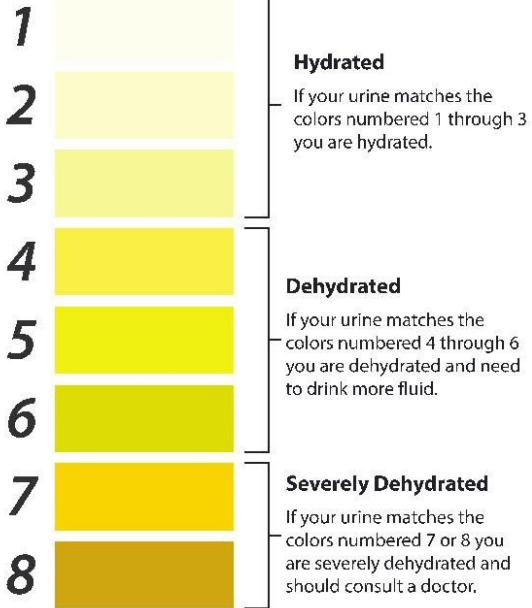 1
2
3
Hydrated
If your urine matches the
colors numbered 1 through 3
you are hydrated.
4
5
6
Dehydrated
If your urine matches the
colors numbered 4 through 6
you are dehydrated and need
to drink more fluid.
7
8
Severely Dehydrated
If your urine matches the
colors numbered 7 or 8 you
are severely dehydrated and
should consult a doctor.